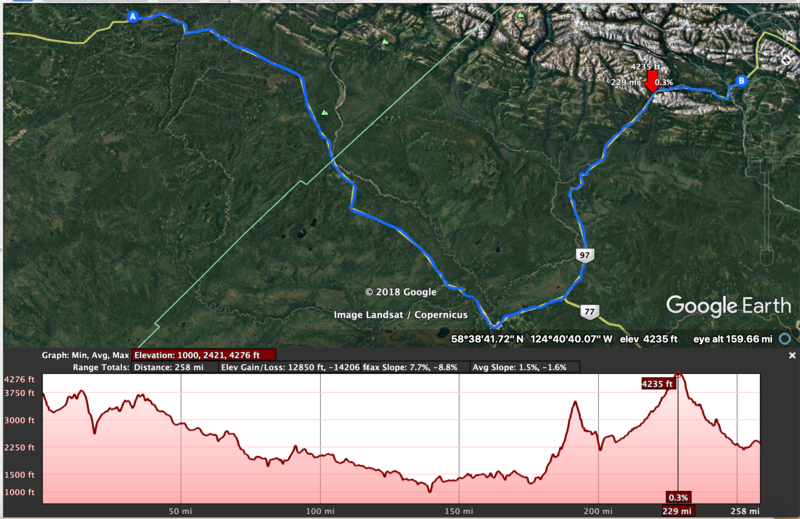 A
4235 ft
229 mi 0.3%
B
97
77
© 2018 Google
Image Landsat / Copernicus
Google Earth
58°38'41.72" N 124°40'40.07" W elev 4235 ft eye alt 159.66 mi
Graph: Min, Avg, Max Elevation: 1000, 2421, 4276 ft
Range Totals: Distance: 258 mi Elev Gain/Loss: 12850 ft, -14206 ft Max Slope: 7.7%, -8.8% Avg Slope: 1.5%, -1.6%
4276 ft
3750 ft
3000 ft
2250 ft
1500 ft
1000 ft
4235 ft
0.3%
50 mi 100 mi 150 mi 200 mi 229 mi 258 mi